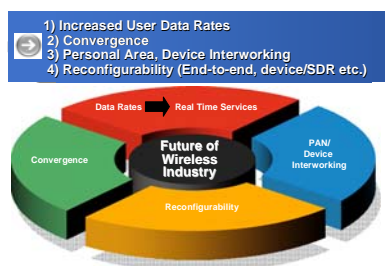 1) Increased User Data Rates
2) Convergence
3) Personal Area, Device Interworking
4) Reconfigurability (End-to-end, device/SDR etc.)
Data Rates Real Time Services
Convergence
Future of
Wireless
Industry
PAN/
Device
Interworking
Reconfigurability